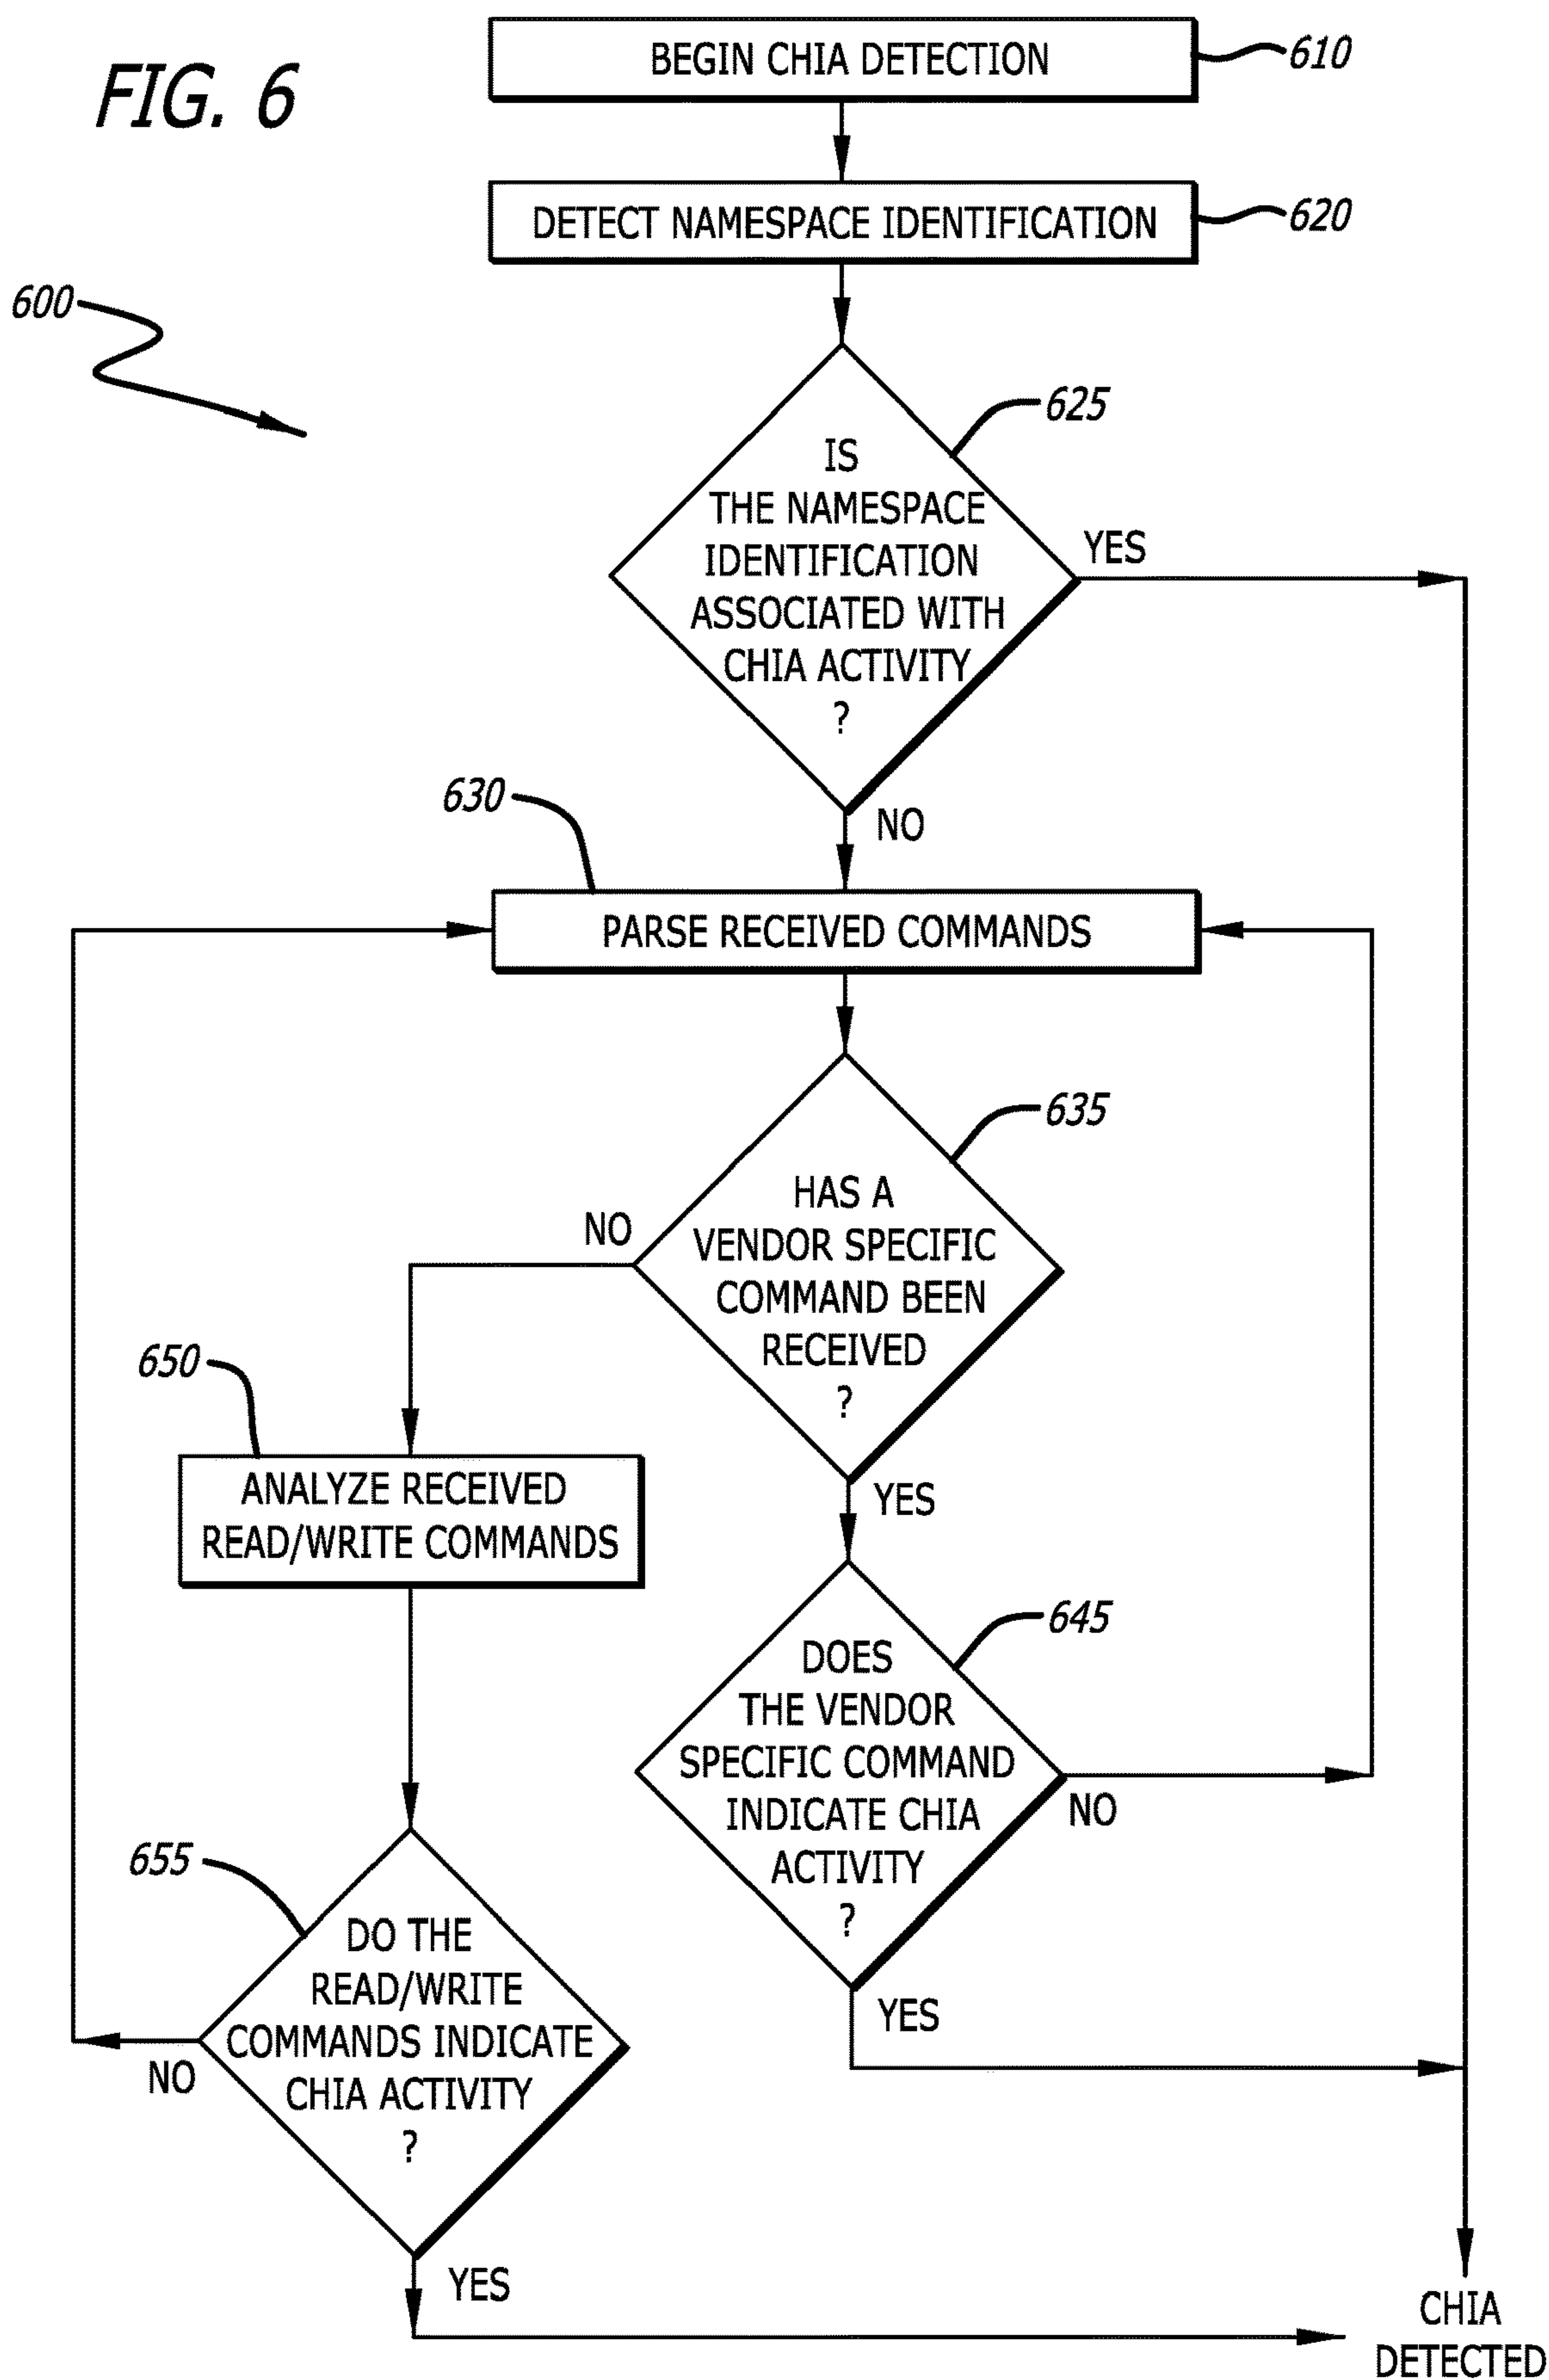 FIG. 6
BEGIN CHIA DETECTION
610
DETECT NAMESPACE IDENTIFICATION
620
600
625
IS
THE NAMESPACE
IDENTIFICATION
ASSOCIATED WITH
CHIA ACTIVITY
?
YES
NO
630
PARSE RECEIVED COMMANDS
635
HAS A
VENDOR SPECIFIC
COMMAND BEEN
RECEIVED
?
NO
YES
650
ANALYZE RECEIVED
READ/WRITE COMMANDS
645
DOES
THE VENDOR
SPECIFIC COMMAND
INDICATE CHIA
ACTIVITY
?
NO
YES
655
DO THE
READ/WRITE
COMMANDS INDICATE
CHIA ACTIVITY
?
NO
YES
CHIA
DETECTED